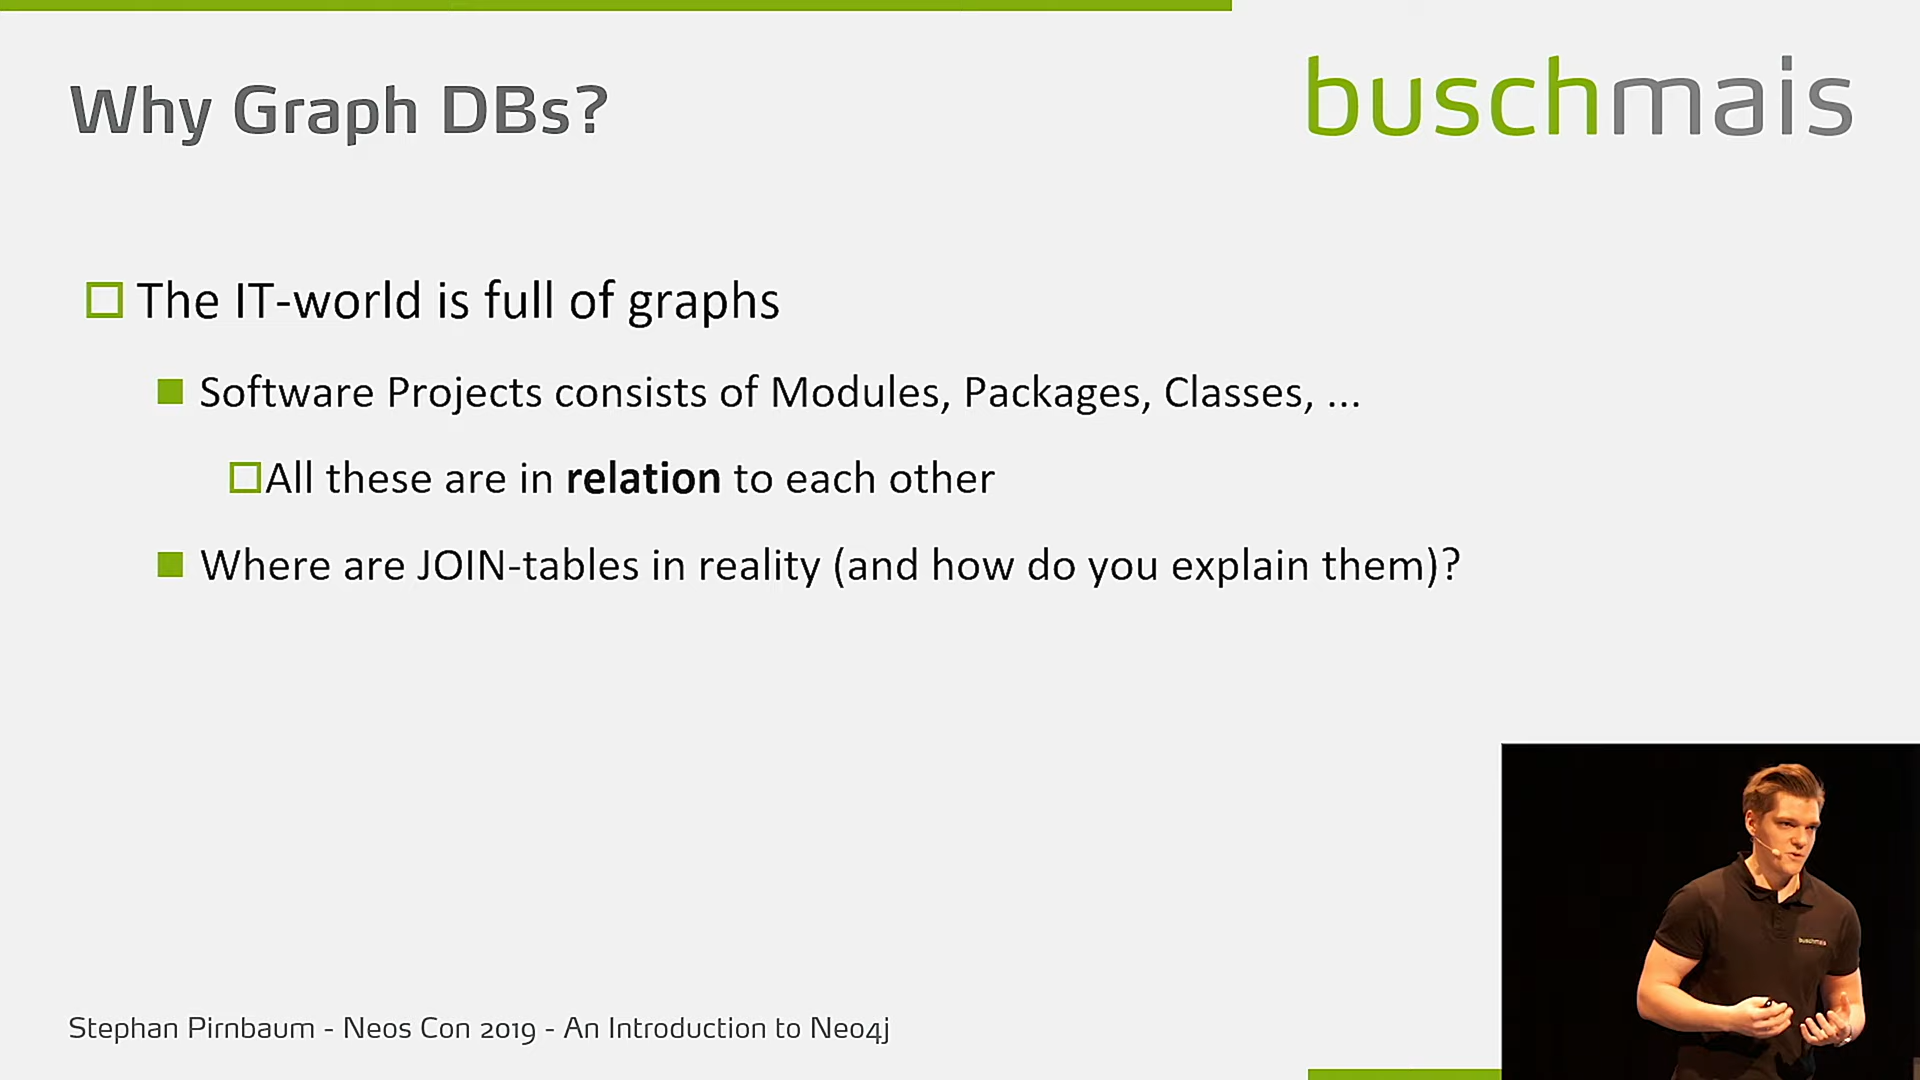 Why Graph DBs?
buschmais
The IT-world is full of graphs
Software Projects consists of Modules, Packages, Classes, ...
All these are in relation to each other
Where are JOIN-tables in reality (and how do you explain them)?
Stephan Pirnbaum - Neos Con 2019 - An Introduction to Neo4j
buschmais